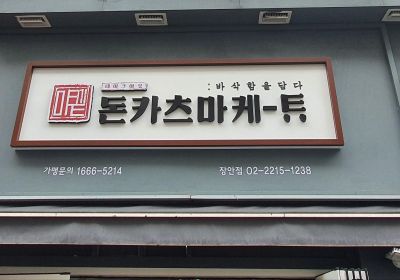 :바삭함을 담다
돈카츠마케-트
가맹문의 1666-5214
장안점 02-2215-1238